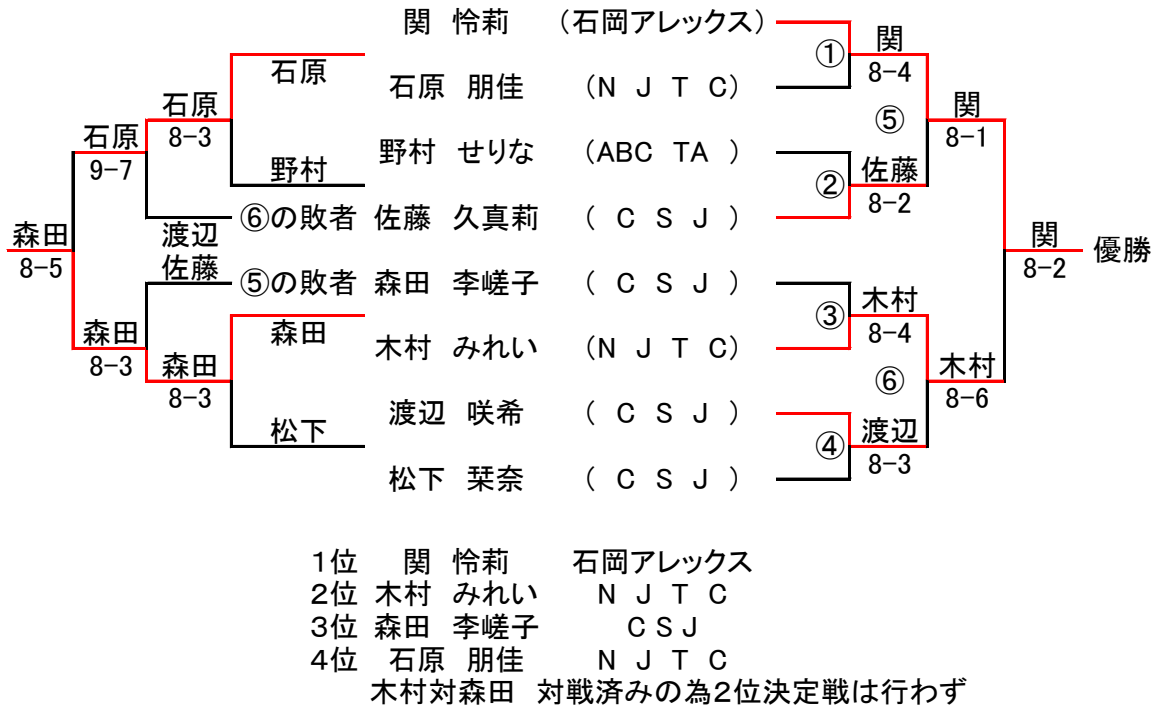 関 怜莉 (石岡アレックス)
① 関
8-4
石原
石原 朋佳 (N J T C)
石原
8-3
⑤ 関
8-1
石原
9-7
野村 せりな (ABC TA )
野村
② 佐藤
8-2
⑥の敗者 佐藤 久真莉 ( C S J )
渡辺
森田
8-5
関
8-2
優勝
佐藤
⑤の敗者 森田 李嵯子 ( C S J )
③ 木村
8-4
森田
8-3
森田
木村 みれい (N J T C)
森田
8-3
⑥ 木村
8-6
渡辺 咲希 ( C S J )
松下
④ 渡辺
8-3
松下 栞奈 ( C S J )
1位 関 怜莉 石岡アレックス
2位 木村 みれい N J T C
3位 森田 李嵯子 C S J
4位 石原 朋佳 N J T C
木村対森田 対戦済みの為2位決定戦は行わず